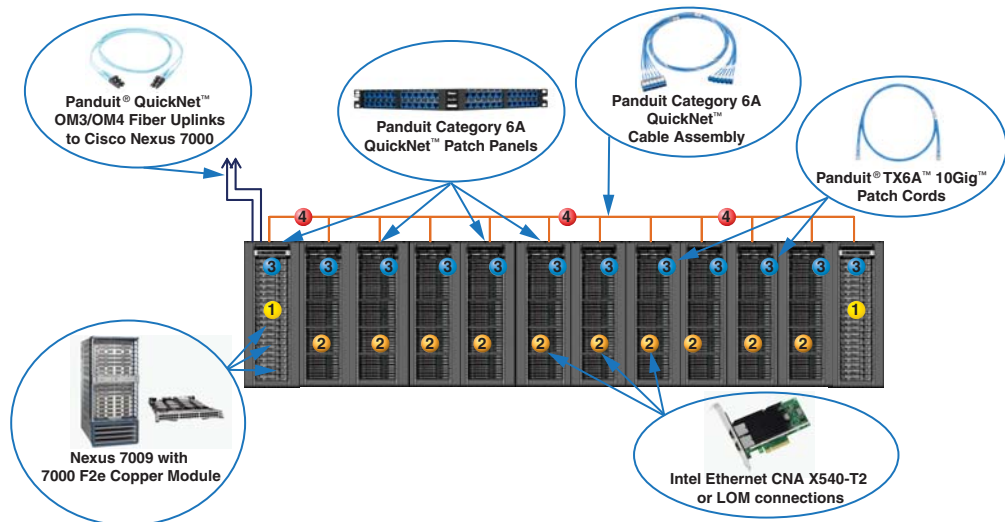 Panduit® QuickNet™
OM3/OM4 Fiber Uplinks
to Cisco Nexus 7000
Panduit Category 6A
QuickNet™ Patch Panels
Panduit Category 6A
QuickNet™
Cable Assembly
Panduit® TX6A™ 10Gig™
Patch Cords
4 4 4
3 3 3 3 3 3 3 3 3 3 3
1 1
2 2 2 2 2 2 2 2 2
Nexus 7009 with
7000 F2e Copper Module
Intel Ethernet CNA X540-T2
or LOM connections